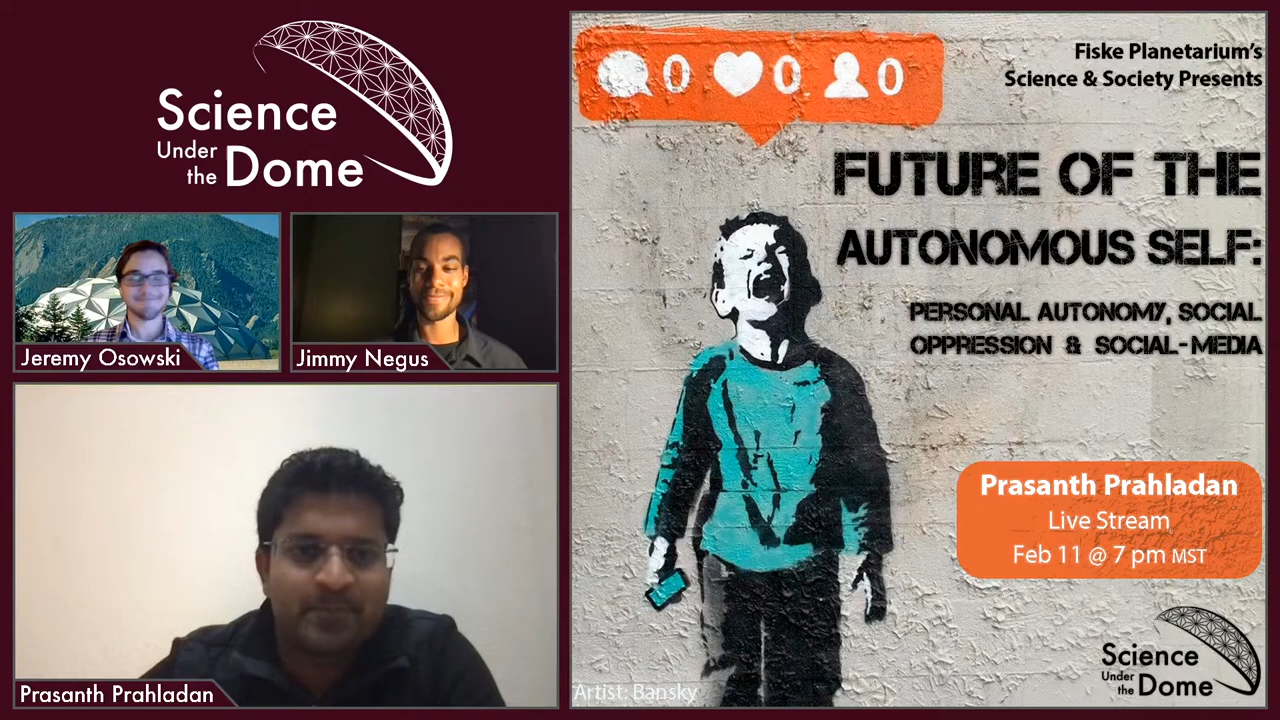 Science
Under
the Dome
Jeremy Osowski
Jimmy Negus
Prasanth Prahladan
0 0 0
Fiske Planetarium's
Science & Society Presents
FUTURE OF THE
AUTONOMOUS SELF:
PERSONAL AUTONOMY, SOCIAL
OPPRESSION & SOCIAL-MEDIA
Prasanth Prahladan
Live Stream
Feb 11 @ 7 pm MST
Artist: Bansky
Science
Under
the Dome